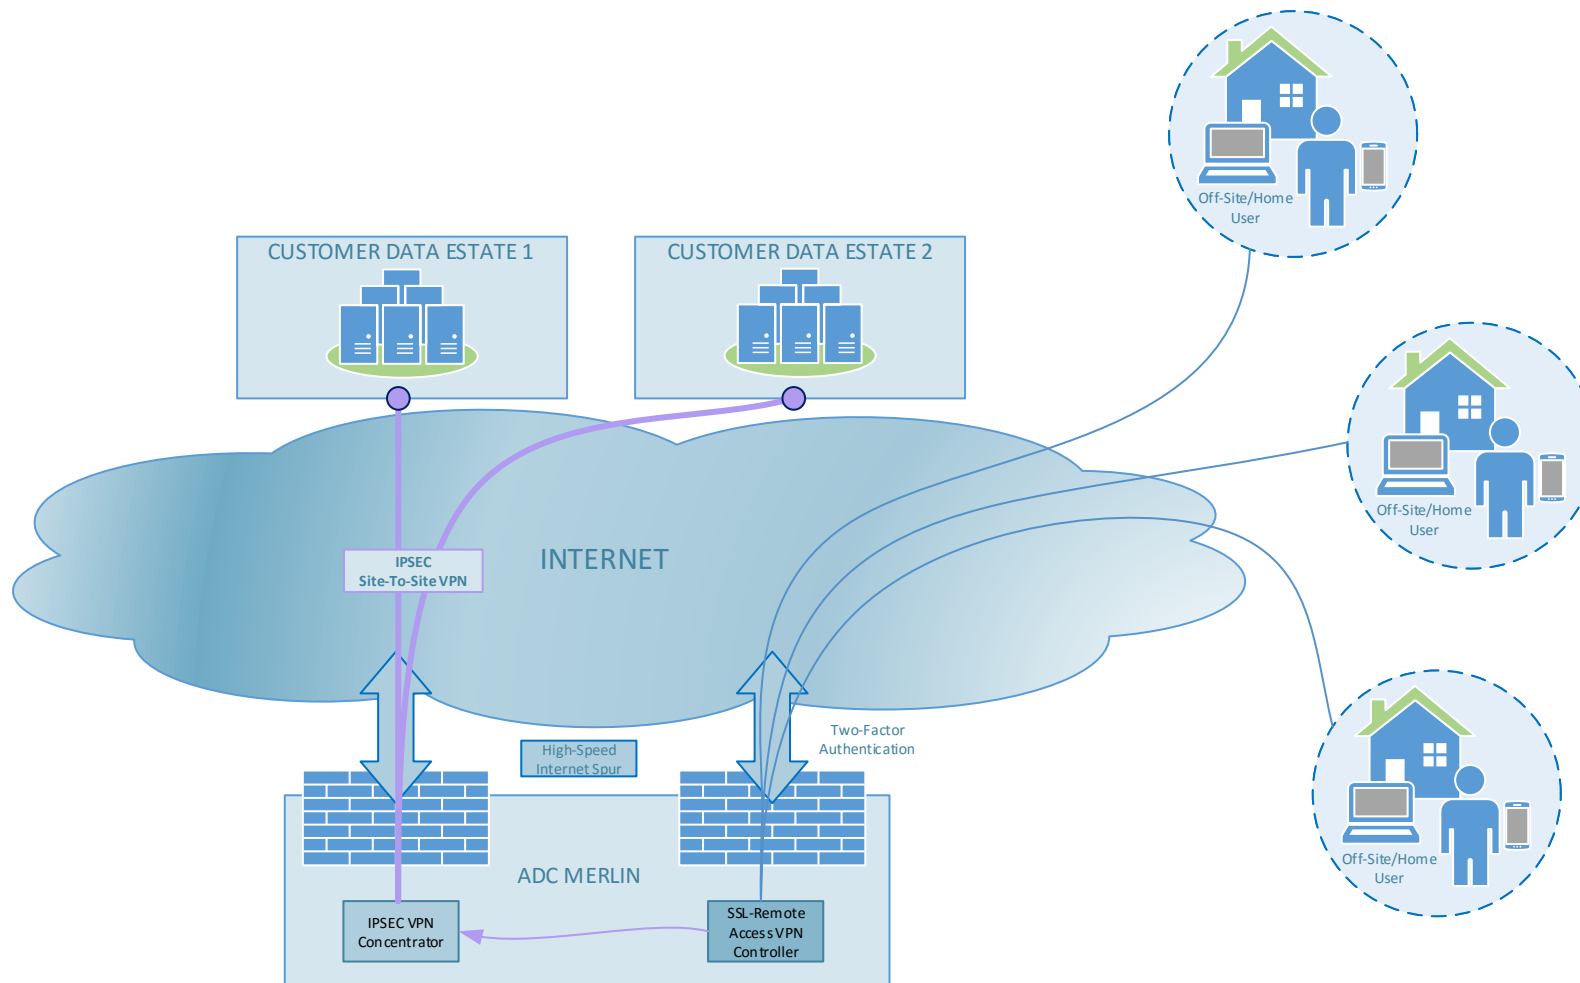 Off-Site/Home
User
CUSTOMER DATA ESTATE 1
CUSTOMER DATA ESTATE 2
Off-Site/Home
User
IPSEC
Site-To-Site VPN
INTERNET
High-Speed
Internet Spur
Two-Factor
Authentication
Off-Site/Home
User
ADC MERLIN
IPSEC VPN
Concentrator
SSL-Remote
Access VPN
Controller